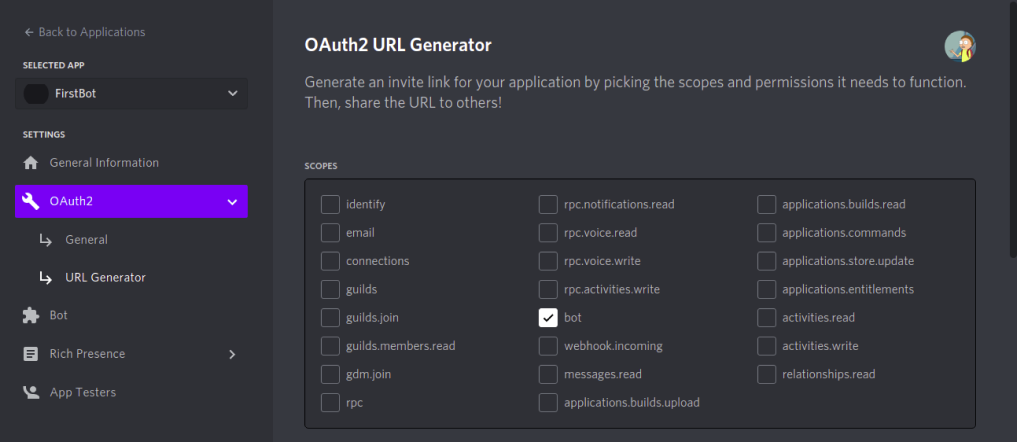 Back to Applications
SELECTED APP
FirstBot
SETTINGS
General Information
OAuth2
General
URL Generator
Bot
Rich Presence
App Testers
OAuth2 URL Generator
Generate an invite link for your application by picking the scopes and permissions it needs to function.
Then, share the URL to others!
SCOPES
identify
email
connections
guilds
guilds.join
guilds.members.read
gdm.join
rpc
rpc.notifications.read
rpc.voice.read
rpc.voice.write
rpc.activities.write
bot
webhook.incoming
messages.read
applications.builds.upload
applications.builds.read
applications.commands
applications.store.update
applications.entitlements
activities.read
activities.write
relationships.read